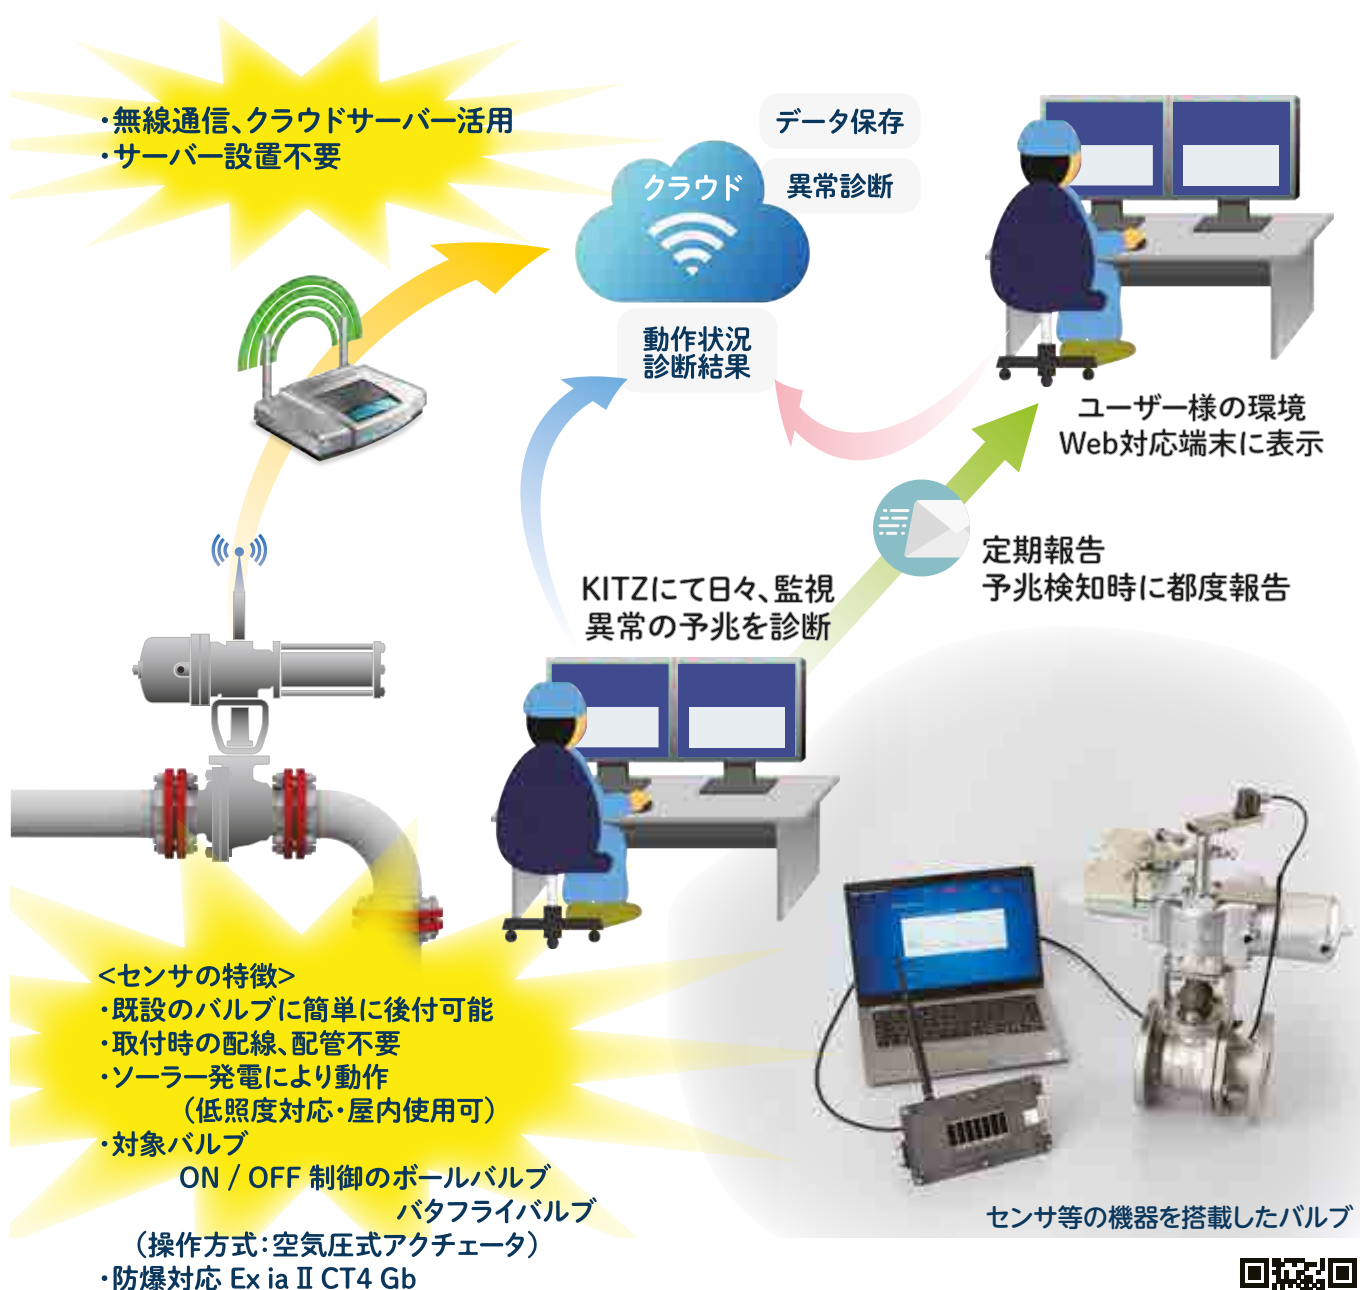 ・無線通信、クラウドサーバー活用
・サーバー設置不要
クラウド
データ保存
異常診断
動作状況
診断結果
ユーザー様の環境
Web対応端末に表示
定期報告
予兆検知時に都度報告
KITZにて日々、監視
異常の予兆を診断
<センサの特徴>
・既設のバルブに簡単に後付可能
・取付時の配線、配管不要
・ソーラー発電により動作
（低照度対応・屋内使用可）
・対象バルブ
ON / OFF 制御のボールバルブ
バタフライバルブ
（操作方式：空気圧式アクチェータ）
・防爆対応 Ex ia Ⅱ CT4 Gb
センサ等の機器を搭載したバルブ